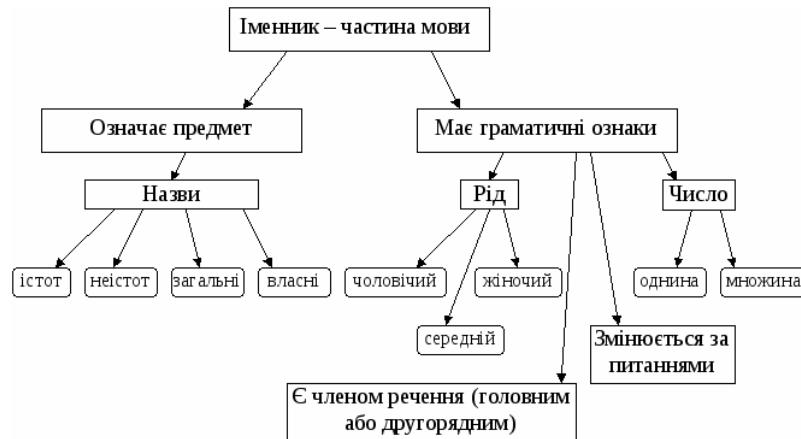 Іменник – частина мови
Означає предмет
Має граматичні ознаки
Назви
Рід
Число
істот
неістот
загальні
власні
чоловічий
жіночий
однина
множина
середній
Змінюється за
питаннями
Є членом речення (головним
або другорядним)